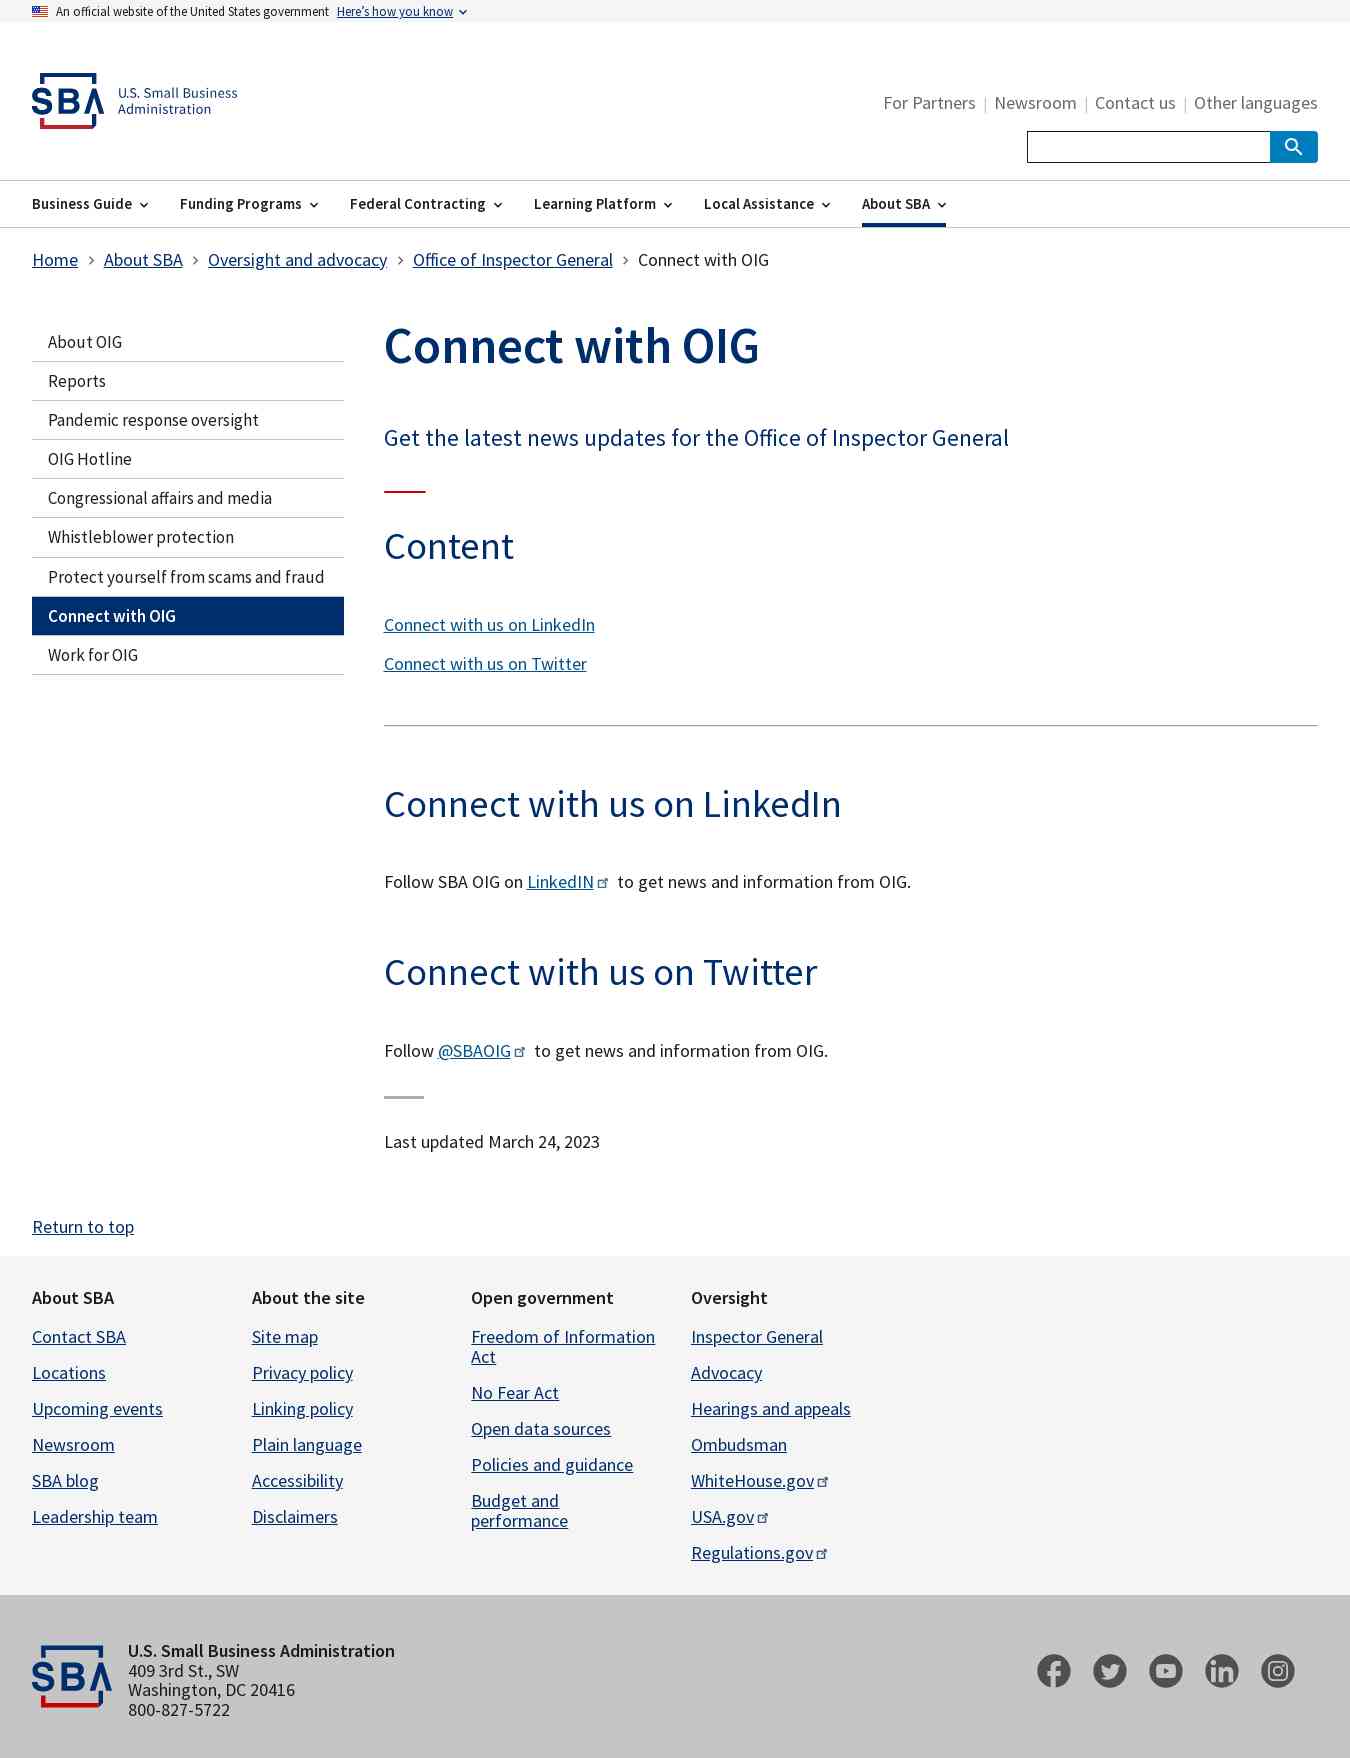 An official website of the United States government Here’s how you know
SBA U.S. Small Business
Administration
For Partners | Newsroom | Contact us | Other languages
Business Guide Funding Programs Federal Contracting Learning Platform Local Assistance About SBA
Home About SBA Oversight and advocacy Office of Inspector General Connect with OIG
About OIG
Reports
Pandemic response oversight
OIG Hotline
Congressional affairs and media
Whistleblower protection
Protect yourself from scams and fraud
Connect with OIG
Work for OIG
Connect with OIG
Get the latest news updates for the Office of Inspector General
Content
Connect with us on LinkedIn
Connect with us on Twitter
Connect with us on LinkedIn
Follow SBA OIG on LinkedIN to get news and information from OIG.
Connect with us on Twitter
Follow @SBAOIG to get news and information from OIG.
Last updated March 24, 2023
Return to top
About SBA
Contact SBA
Locations
Upcoming events
Newsroom
SBA blog
Leadership team
About the site
Site map
Privacy policy
Linking policy
Plain language
Accessibility
Disclaimers
Open government
Freedom of Information
Act
No Fear Act
Open data sources
Policies and guidance
Budget and
performance
Oversight
Inspector General
Advocacy
Hearings and appeals
Ombudsman
WhiteHouse.gov
USA.gov
Regulations.gov
SBA
U.S. Small Business Administration
409 3rd St., SW
Washington, DC 20416
800-827-5722